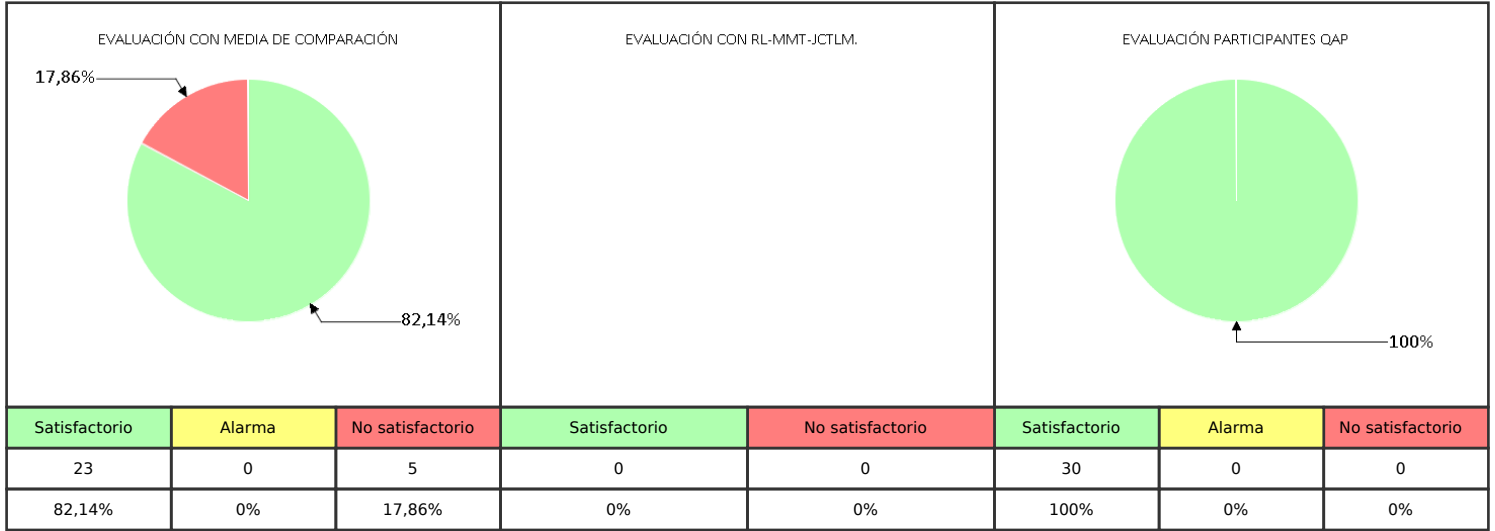 EVALUACIÓN CON MEDIA DE COMPARACIÓN
17,86%
82,14%
EVALUACIÓN CON RL-MMT-JCTLM.
EVALUACIÓN PARTICIPANTES QAP
100%
Satisfactorio Alarma No satisfactorio Satisfactorio No satisfactorio Satisfactorio Alarma No satisfactorio
23 0 5 0 0 30 0 0
82,14% 0% 17,86% 0% 0% 100% 0% 0%